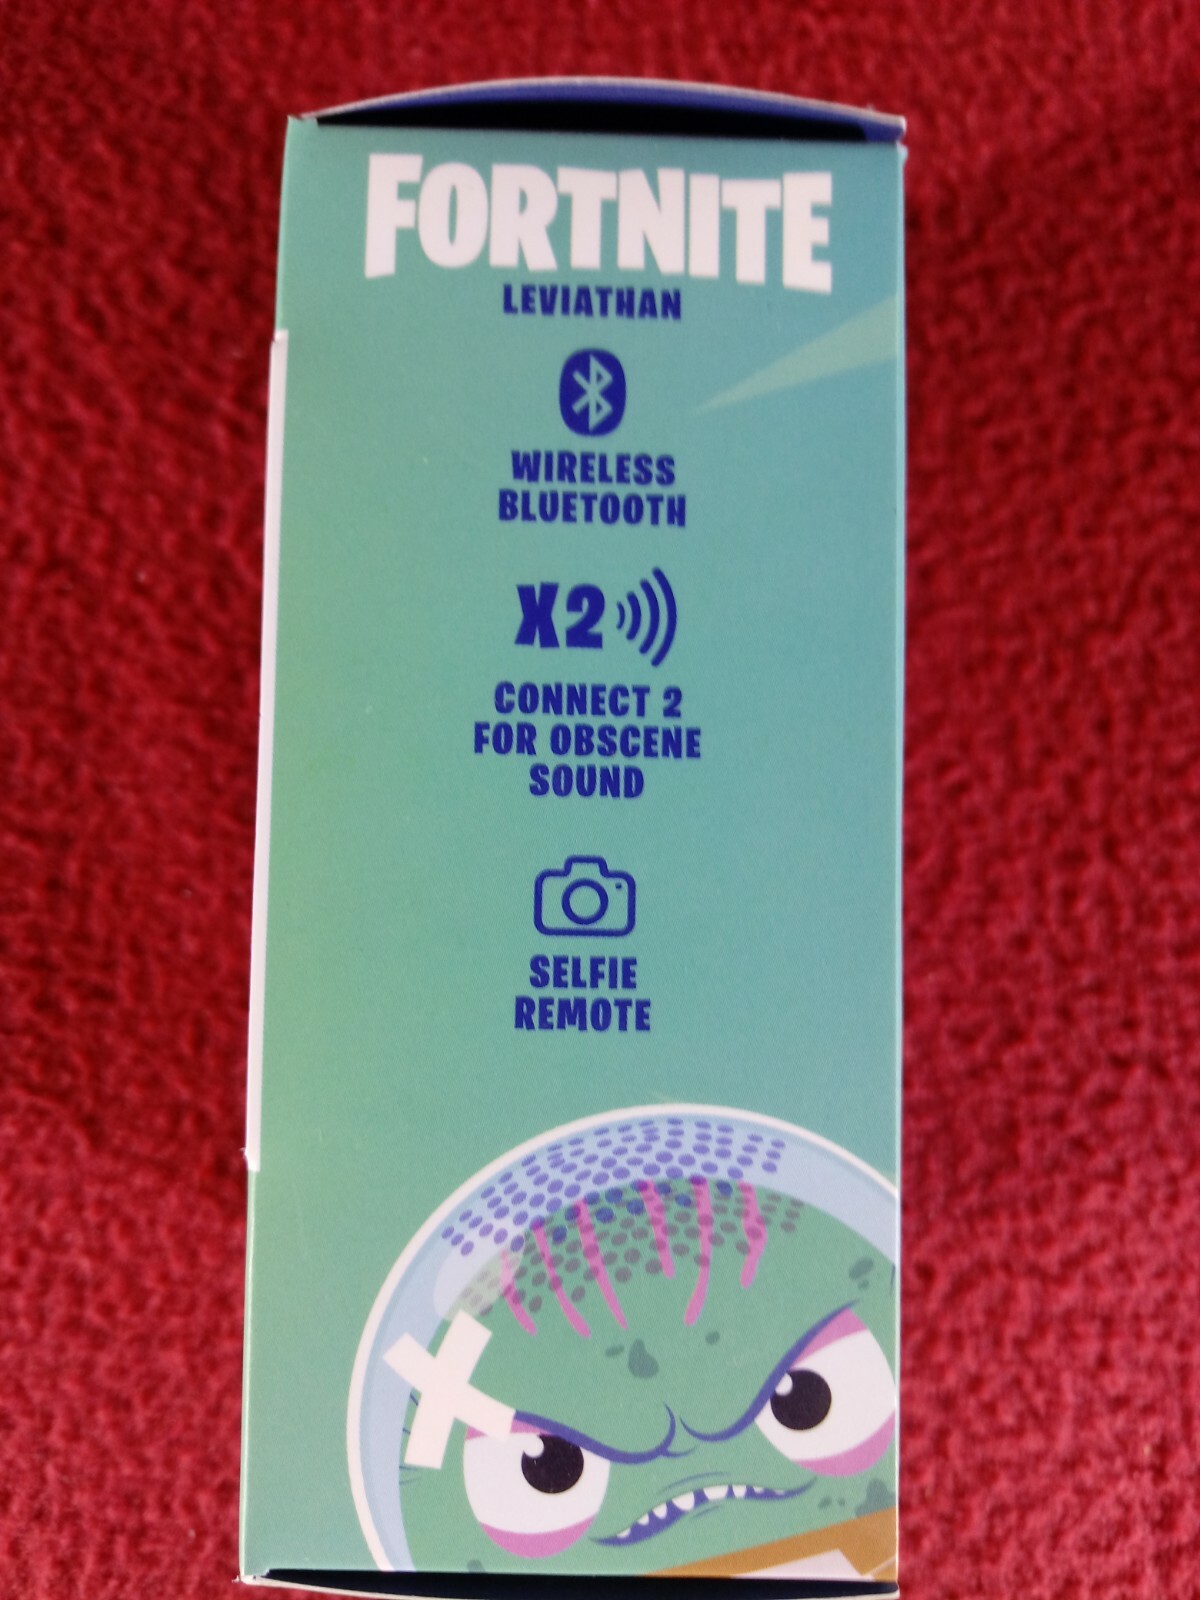 FORTNITE
LEVIATHAN
WIRELESS
BLUETOOTH
X2
CONNECT 2
FOR OBSCENE
SOUND
SELFIE
REMOTE